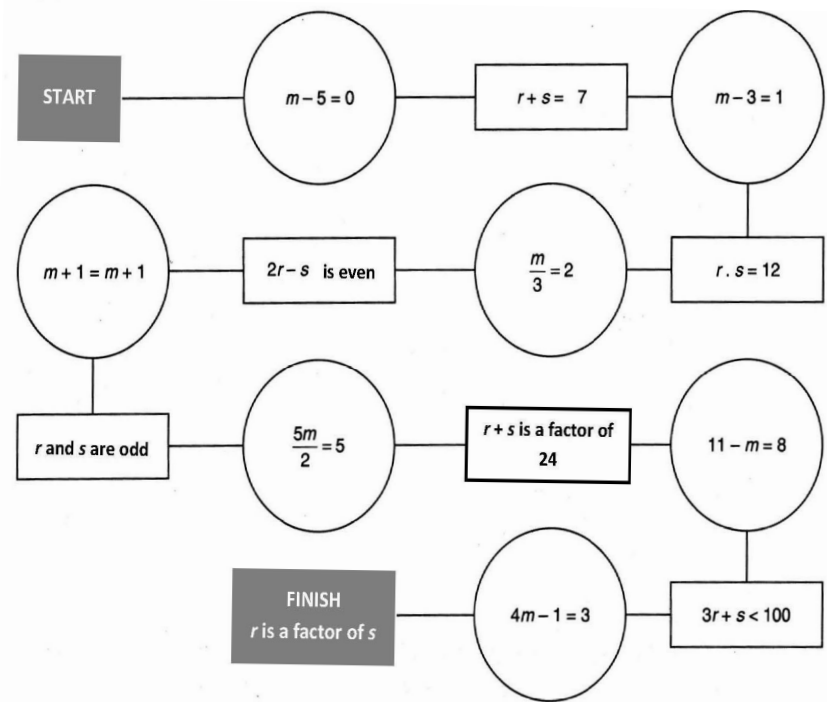 START
m – 5 = 0
r + s = 7
m – 3 = 1
m + 1 = m + 1
2r – s is even
m
3
= 2
r . s = 12
r and s are odd
5m
2
= 5
r + s is a factor of
24
11 – m = 8
FINISH
r is a factor of s
4m – 1 = 3
3r + s < 100